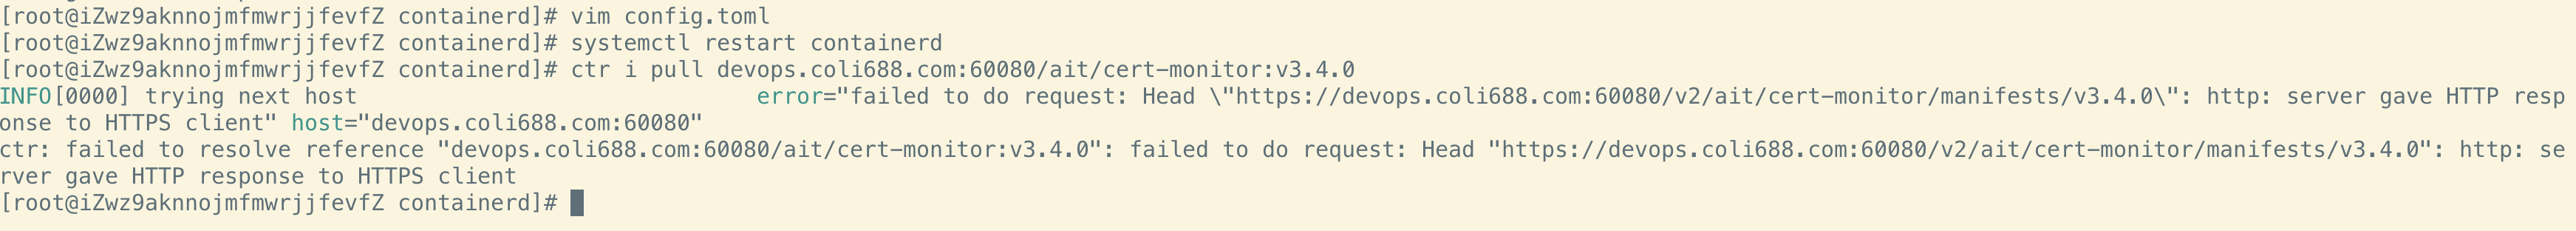 [root@iZwz9aknnojmfmwrjjfevfZ containerd]# vim config.toml
[root@iZwz9aknnojmfmwrjjfevfZ containerd]# systemctl restart containerd
[root@iZwz9aknnojmfmwrjjfevfZ containerd]# ctr i pull devops.coli688.com:60080/ait/cert-monitor:v3.4.0
INFO[0000] trying next host                              error="failed to do request: Head \"https://devops.coli688.com:60080/v2/ait/cert-monitor/manifests/v3.4.0\": http: server gave HTTP resp
onse to HTTPS client" host="devops.coli688.com:60080"
ctr: failed to resolve reference "devops.coli688.com:60080/ait/cert-monitor:v3.4.0": failed to do request: Head "https://devops.coli688.com:60080/v2/ait/cert-monitor/manifests/v3.4.0": http: se
rver gave HTTP response to HTTPS client
[root@iZwz9aknnojmfmwrjjfevfZ containerd]#